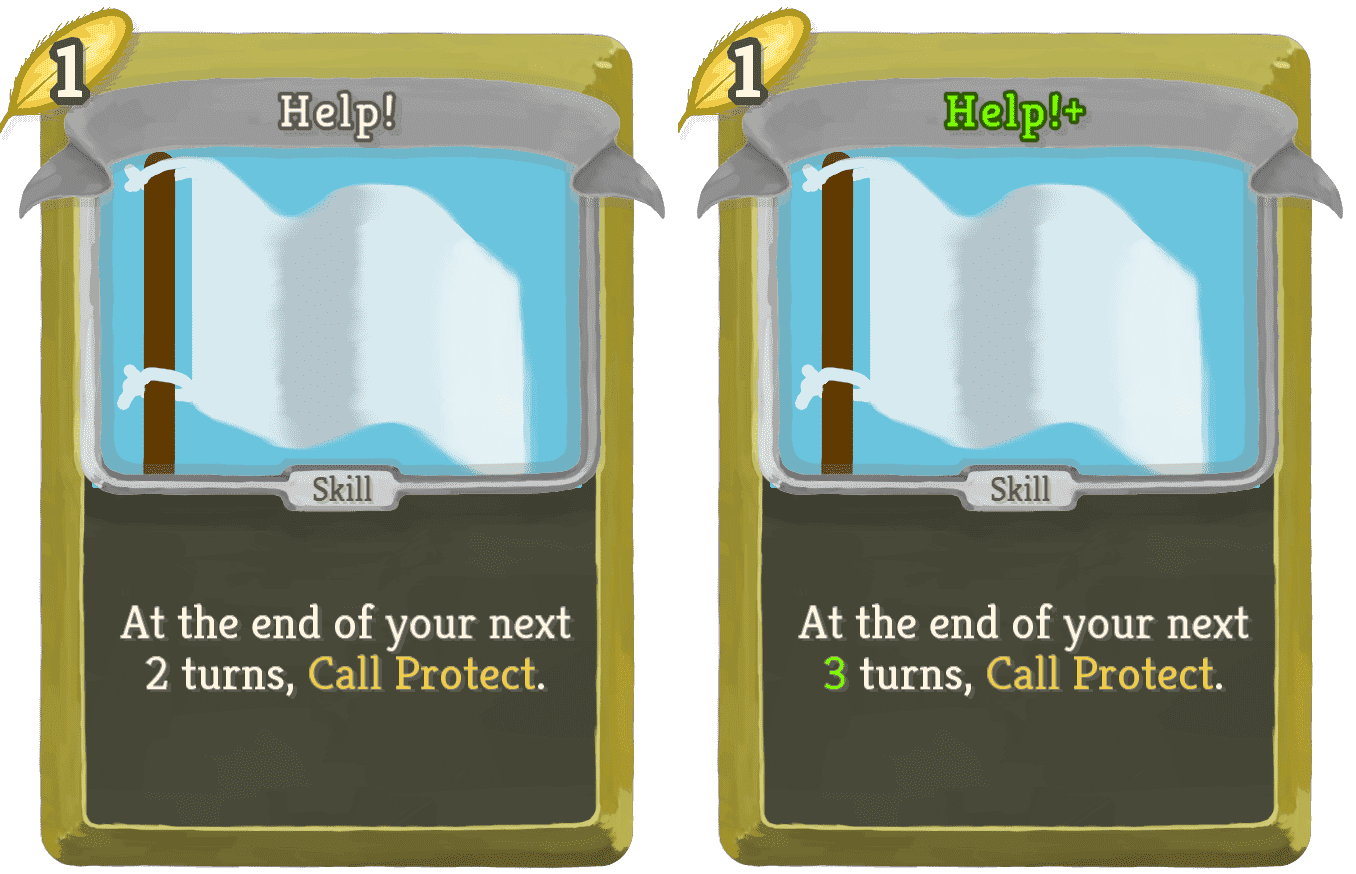 1
Help!
Skill
At the end of your next
2 turns, Call Protect.
1
Help!+
Skill
At the end of your next
3 turns, Call Protect.